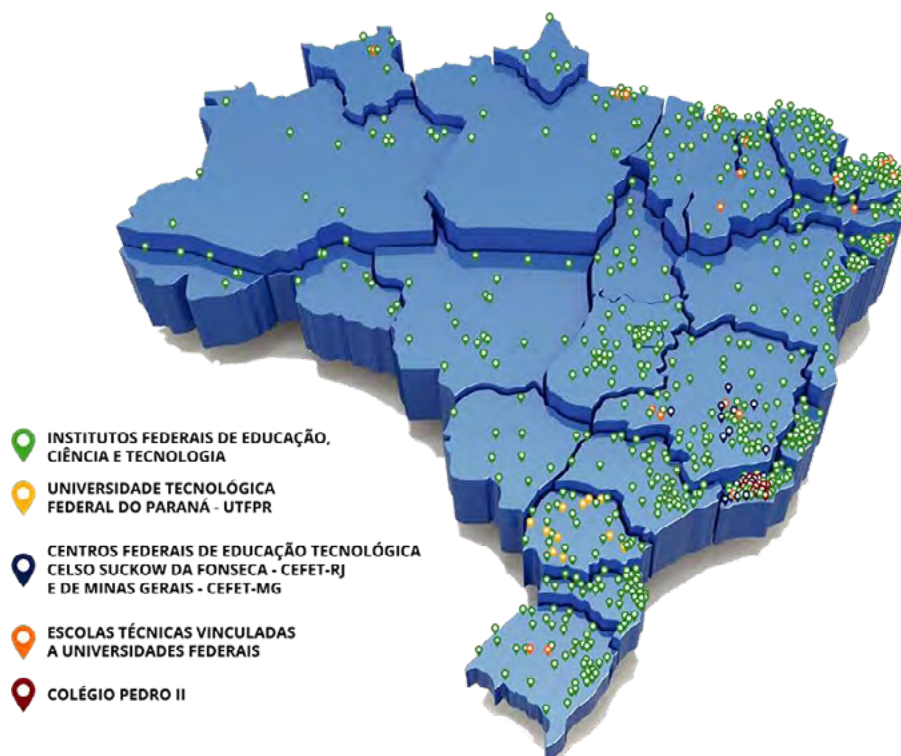 INSTITUTOS FEDERAIS DE EDUCAÇÃO,
CIÊNCIA E TECNOLOGIA
UNIVERSIDADE TECNOLÓGICA
FEDERAL DO PARANÁ - UTFPR
CENTROS FEDERAIS DE EDUCAÇÃO TECNOLÓGICA
CELSO SUCKOW DA FONSECA - CEFET-RJ
E DE MINAS GERAIS - CEFET-MG
ESCOLAS TÉCNICAS VINCULADAS
A UNIVERSIDADES FEDERAIS
COLÉGIO PEDRO II